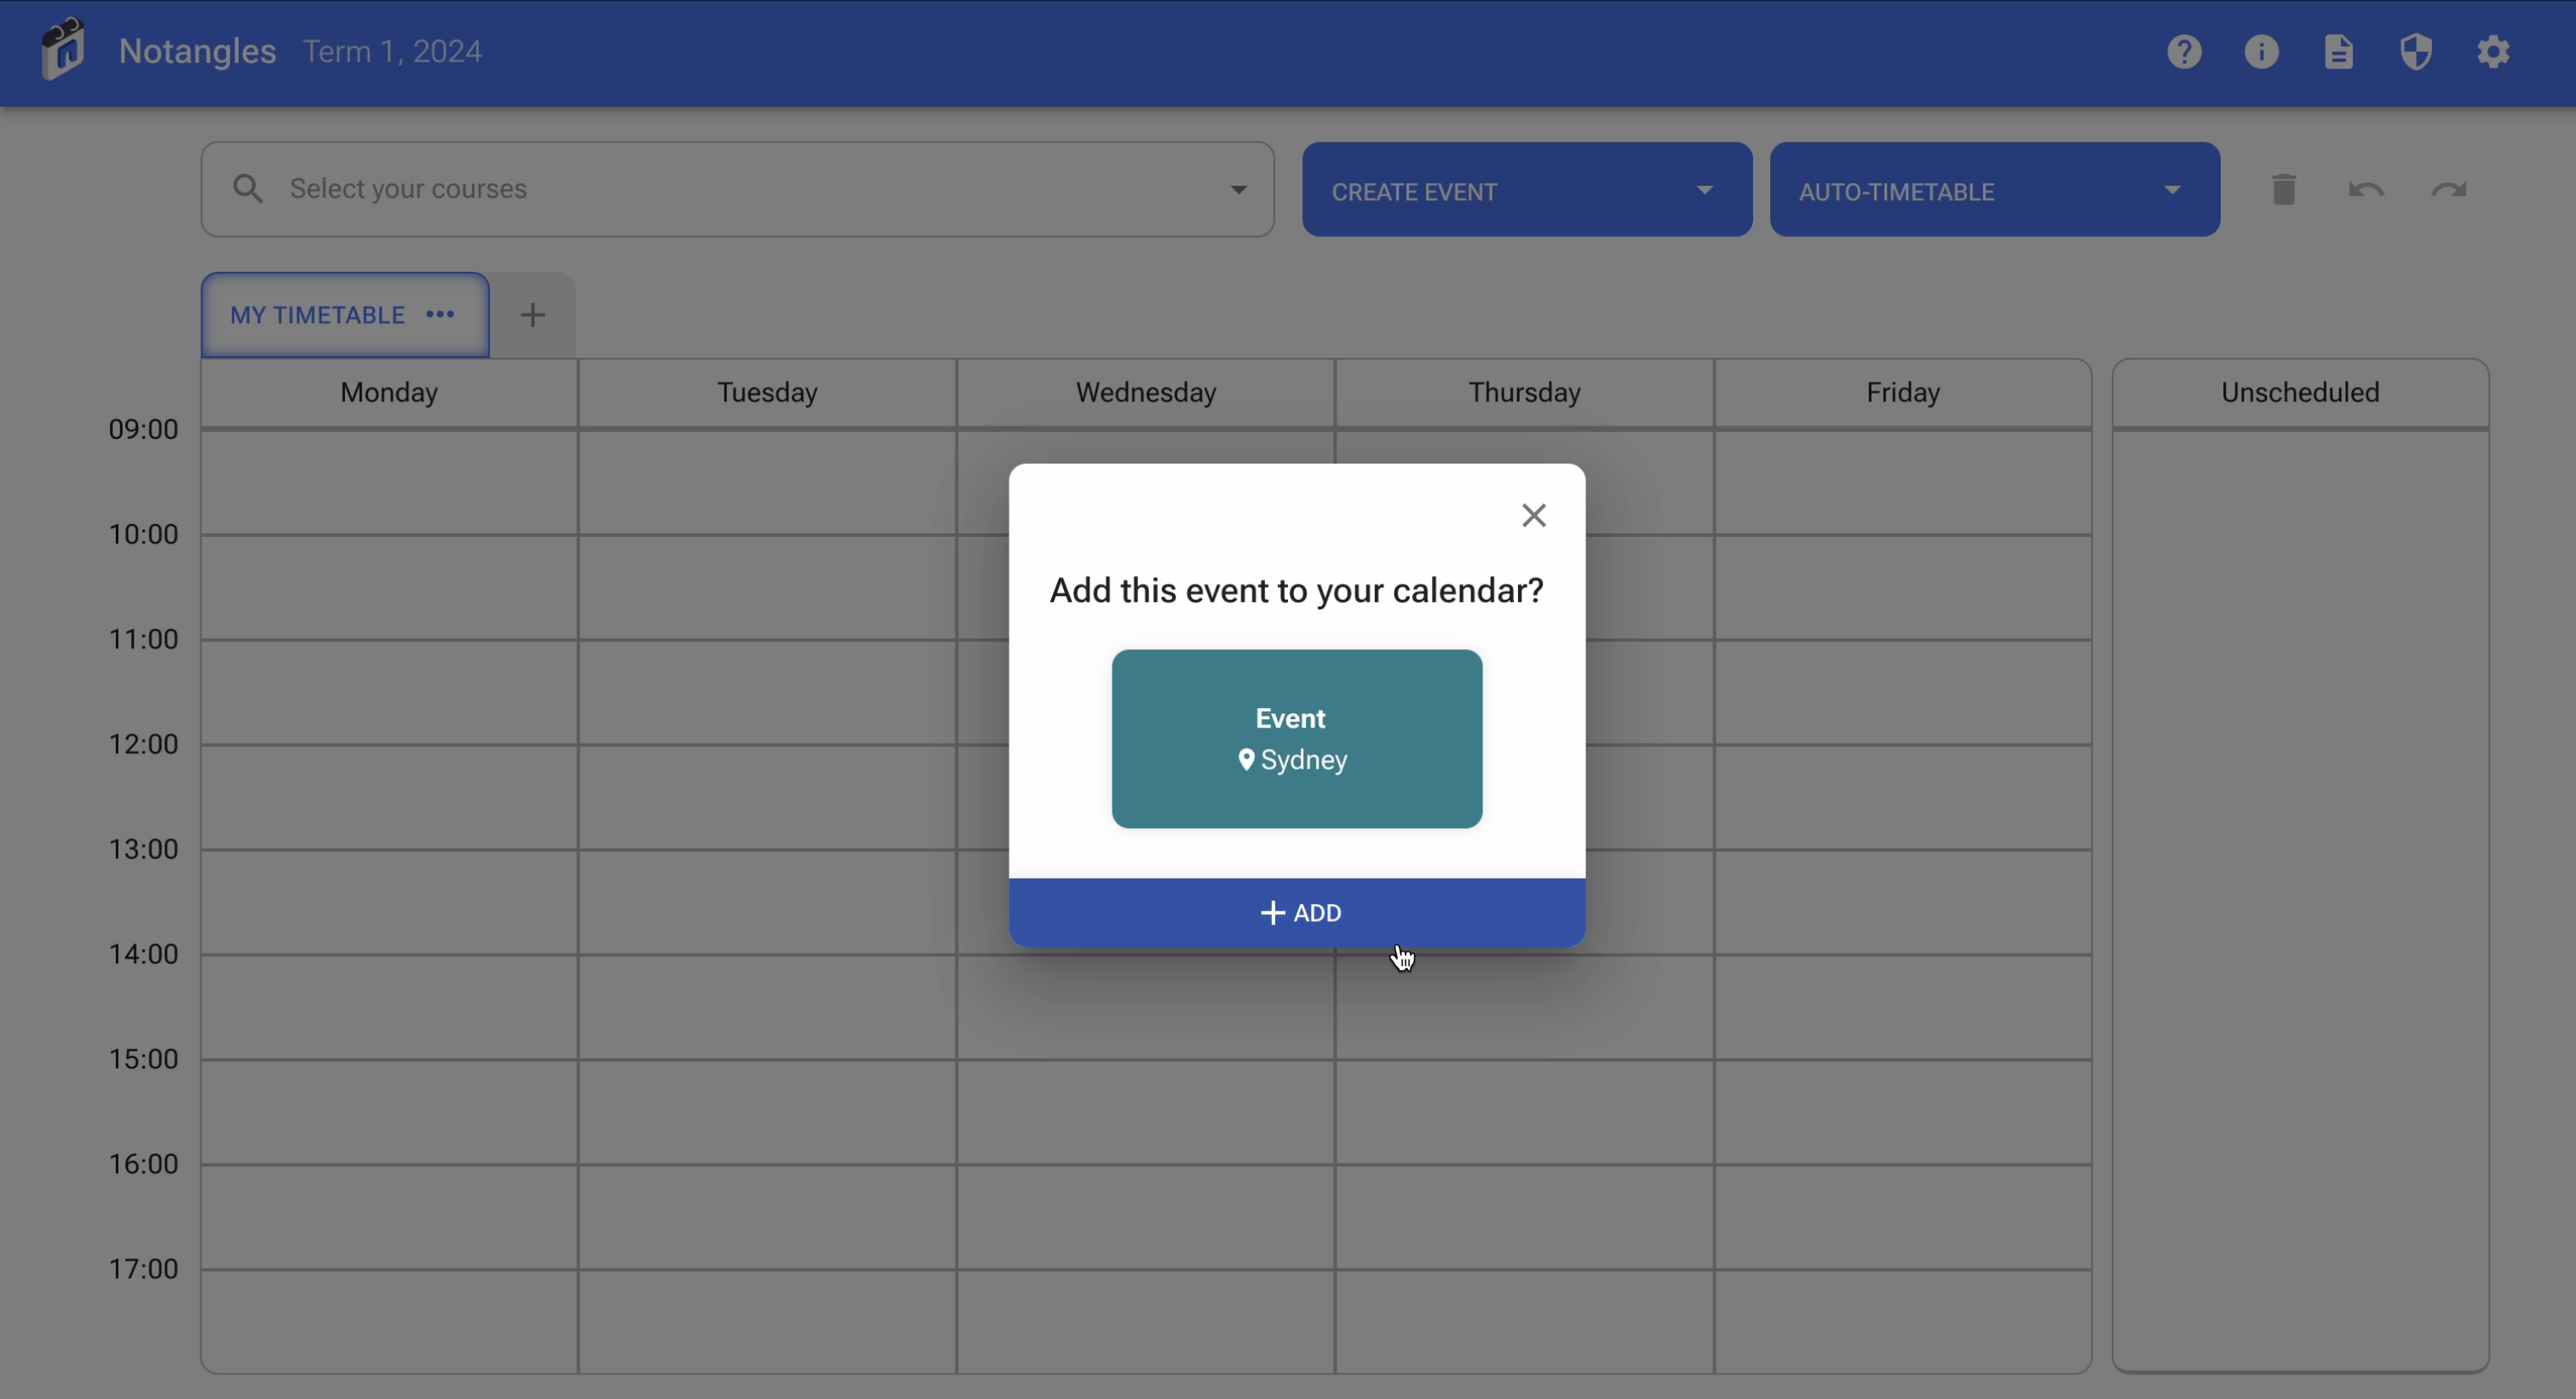 Notangles Term 1, 2024
Select your courses
CREATE EVENT
AUTO-TIMETABLE
MY TIMETABLE
Monday Tuesday Wednesday Thursday Friday Unscheduled
09:00
10:00
11:00
12:00
13:00
14:00
15:00
16:00
17:00
Add this event to your calendar?
Event
Sydney
ADD